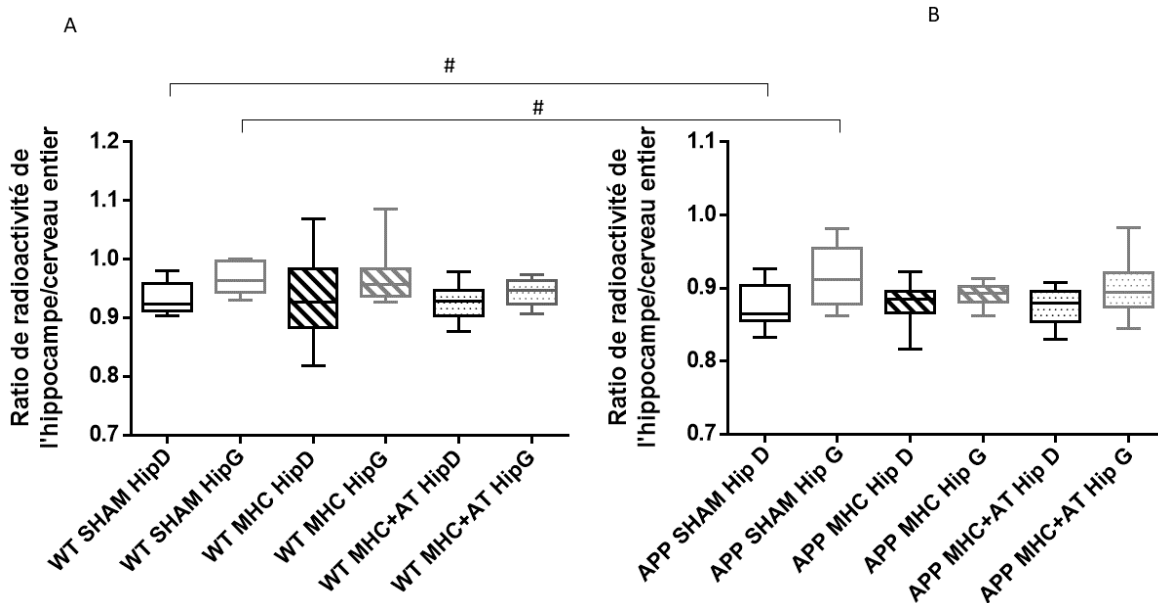 A
B
#
#
Ratio de radioactivité de
l'hippocampe/cerveau entier
1.2
1.1
1.0
0.9
0.8
0.7
WT SHAM HipD
WT SHAM HipG
WT MHC HipD
WT MHC HipG
WT MHC+AT HipD
WT MHC+AT HipG
Ratio de radioactivité de
l'hippocampe/cerveau entier
1.1
1.0
0.9
0.8
0.7
APP SHAM Hip D
APP SHAM Hip G
APP MHC Hip D
APP MHC Hip G
APP MHC+AT Hip D
APP MHC+AT Hip G